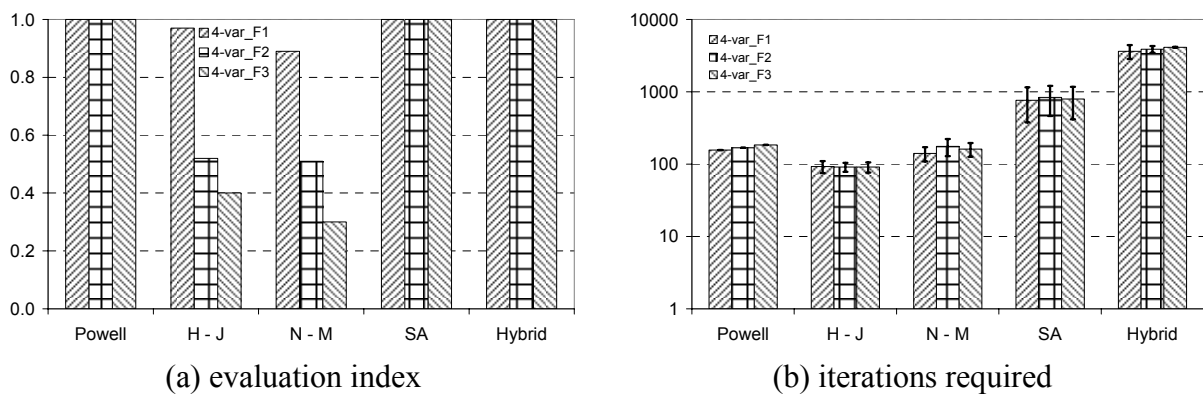 1.0
0.8
0.6
0.4
0.2
0.0
4-var_F1
4-var_F2
4-var_F3
Powell H - J N - M SA Hybrid
(a) evaluation index
10000
1000
100
10
1
4-var_F1
4-var_F2
4-var_F3
Powell H - J N - M SA Hybrid
(b) iterations required